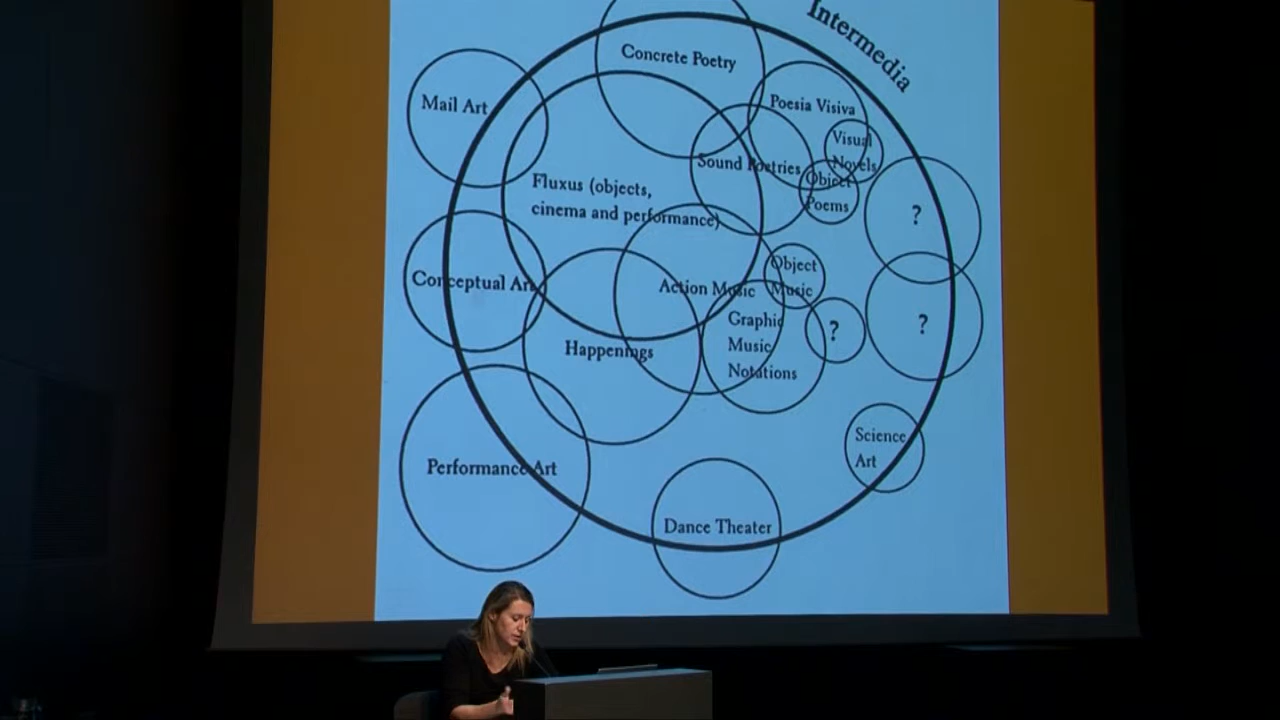 Intermedia
Concrete Poetry
Mail Art
Poesia Visiva
Visual
Novels
Sound Poetries
Object
Poems
Fluxus (objects,
cinema and performance)
?
Conceptual Art
Object
Music
Action Music
Graphic
Music
Notations
?
?
Happenings
Science
Art
Performance Art
Dance Theater